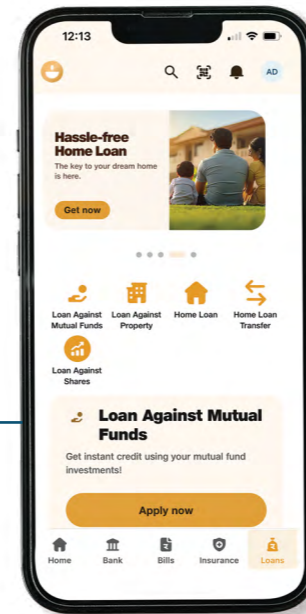 12:13
AD
Hassle-free
Home Loan
The key to your dream home
is here.
Get now
Loan Against
Mutual Funds
Loan Against
Property
Home Loan
Home Loan
Transfer
Loan Against
Shares
Loan Against Mutual
Funds
Get instant credit using your mutual fund
investments!
Apply now
Home
Bank
Bills
Insurance
Loans